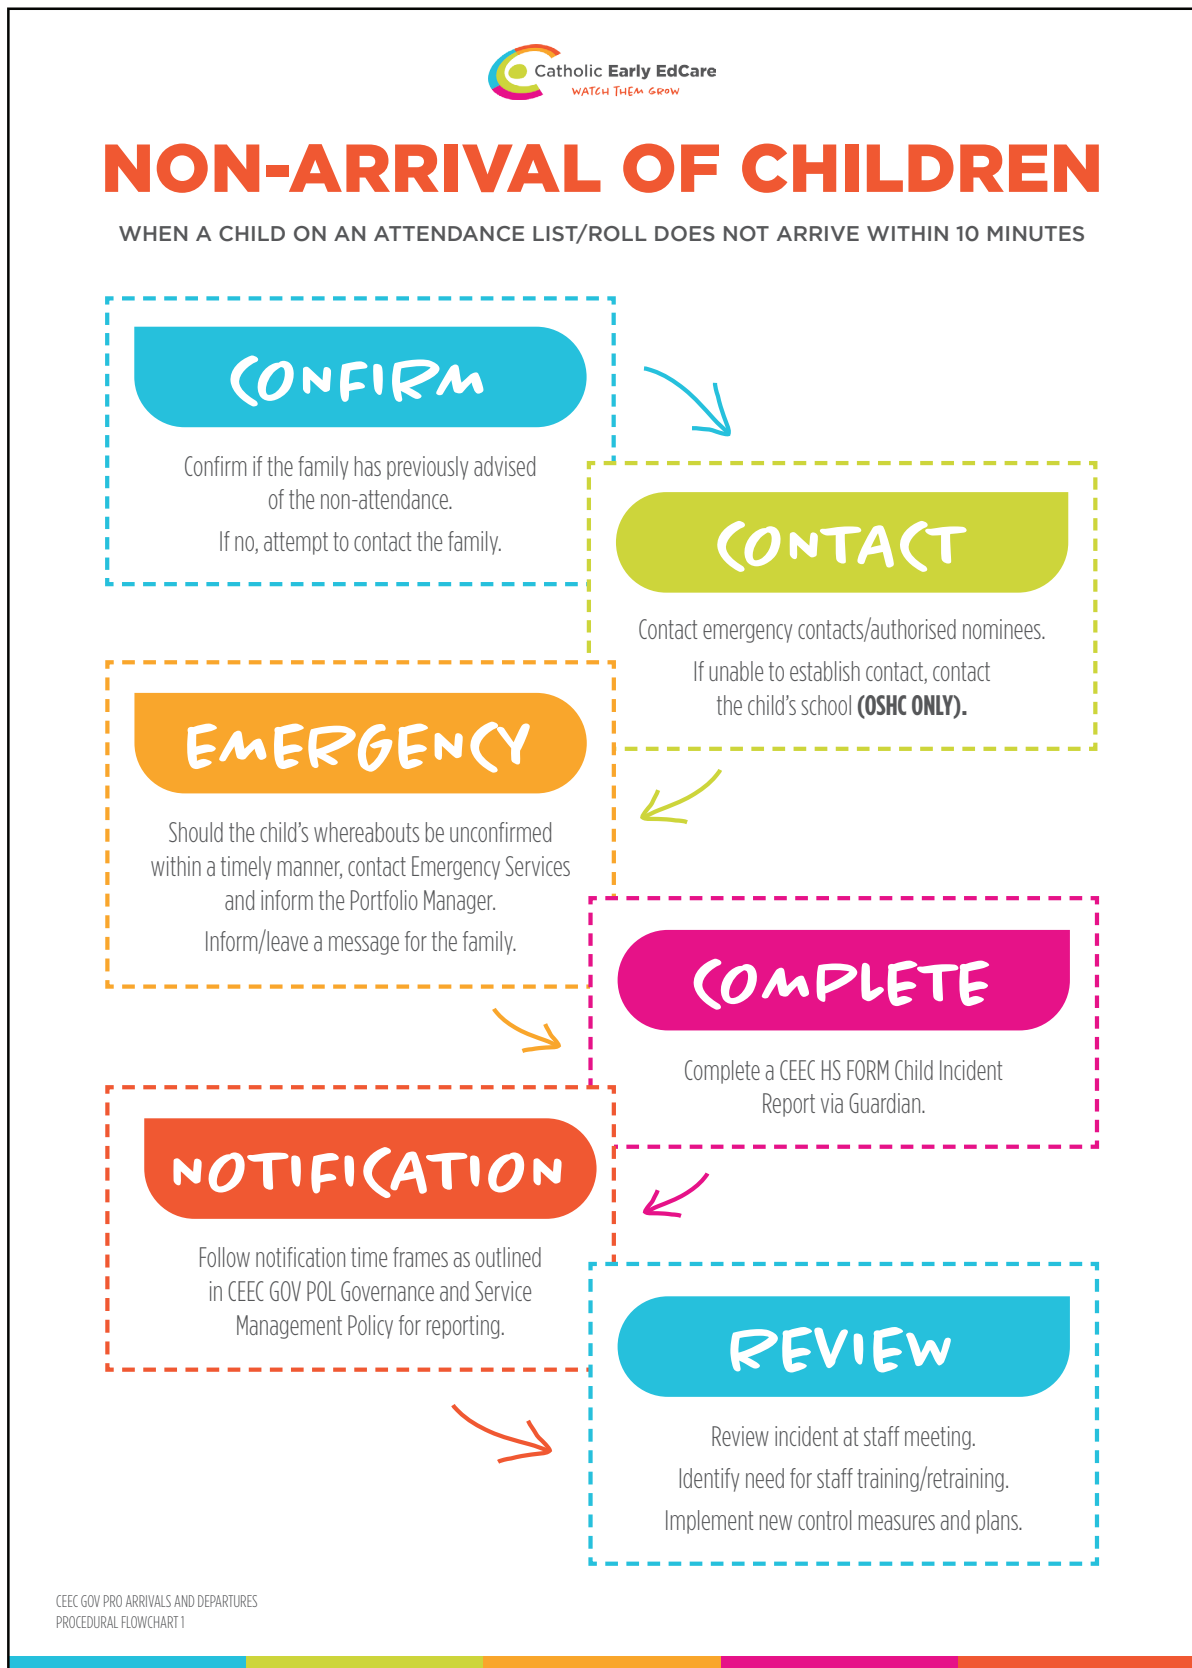 Catholic Early EdCare
WATCH THEM GROW
NON-ARRIVAL OF CHILDREN
WHEN A CHILD ON AN ATTENDANCE LIST/ROLL DOES NOT ARRIVE WITHIN 10 MINUTES
CONFIRM
Confirm if the family has previously advised
of the non-attendance.
If no, attempt to contact the family.
CONTACT
Contact emergency contacts/authorised nominees.
If unable to establish contact, contact
the child's school (OSHC ONLY).
EMERGENCY
Should the child's whereabouts be unconfirmed
within a timely manner, contact Emergency Services
and inform the Portfolio Manager.
Inform/leave a message for the family.
COMPLETE
Complete a CEEC HS FORM Child Incident
Report via Guardian.
NOTIFICATION
Follow notification time frames as outlined
in CEEC GOV POL Governance and Service
Management Policy for reporting.
REVIEW
Review incident at staff meeting.
Identify need for staff training/retraining.
Implement new control measures and plans.
CEEC GOV PRO ARRIVALS AND DEPARTURES
PROCEDURAL FLOWCHART 1